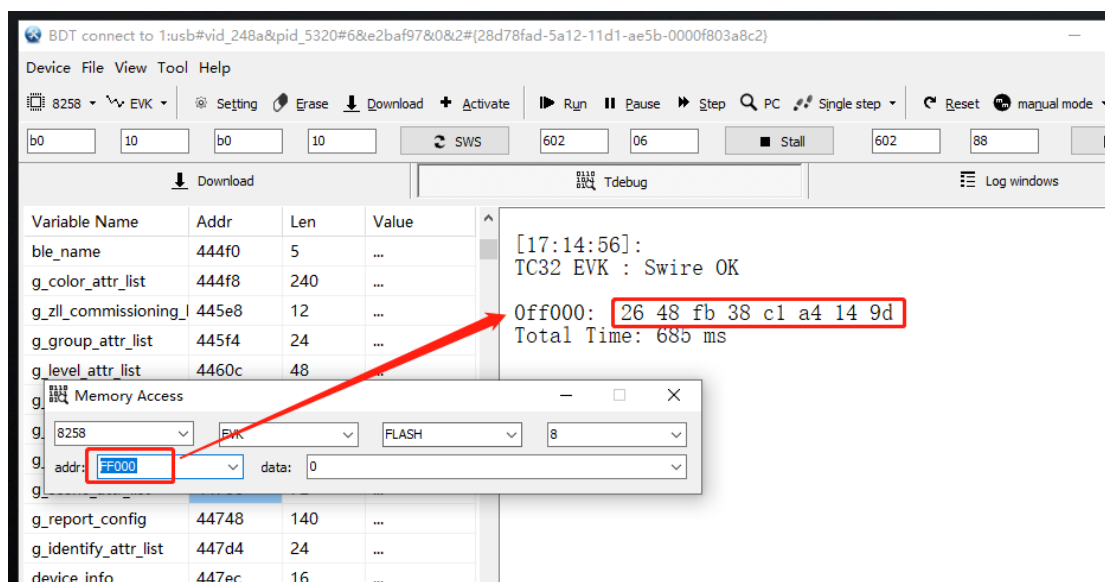 BDT connect to 1:usb#vid_248a&pid_5320#6&e2baf97&0&2#{28d78fad-5a12-11d1-ae5b-0000f803a8c2}
Device File View Tool Help
8258 EVK Setting Erase Download Activate Run Pause Step PC Single step Reset manual mode
b0 10 b0 10 SWS 602 06 Stall 602 88
Download Tdebug Log windows
Variable Name Addr Len Value
ble_name 444f0 5 ...
g_color_attr_list 444f8 240 ...
g_zll_commissioning_ 445e8 12 ...
g_group_attr_list 445f4 24 ...
g_level_attr_list 4460c 48
[17:14:56]:
TC32 EVK : Swire OK
0ff000: 26 48 fb 38 c1 a4 14 9d
Total Time: 685 ms
Memory Access
8258 EVK FLASH 8
addr: FF000 data: 0
g_report_config 44748 140 ...
g_identify_attr_list 447d4 24 ...
device_info 447ec 16 ...